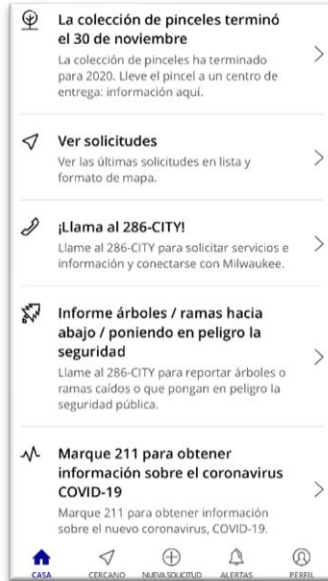 La colección de pinceles terminó
el 30 de noviembre
La colección de pinceles ha terminado
para 2020. Lleve el pincel a un centro de
entrega: información aquí.
Ver solicitudes
Ver las últimas solicitudes en lista y
formato de mapa.
¡Llama al 286-CITY!
Llame al 286-CITY para solicitar servicios e
información y conectarse con Milwaukee.
Informe árboles / ramas hacia
abajo / poniendo en peligro la
seguridad
Llame al 286-CITY para reportar árboles o
ramas caídos o que pongan en peligro la
seguridad pública.
Marque 211 para obtener
información sobre el coronavirus
COVID-19
Marque 211 para obtener información
sobre el nuevo coronavirus, COVID-19.
CASA CERCANO NUEVA SOLICITUD ALERTAS PERFIL